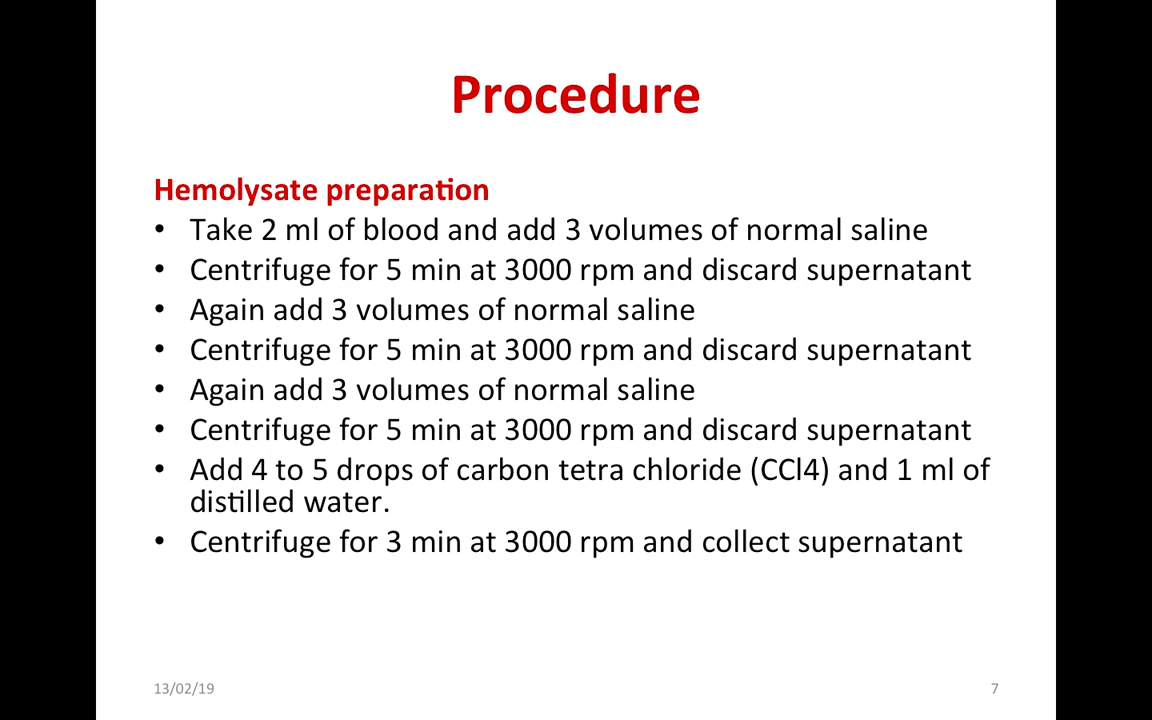 Procedure
Hemolysate preparation
• Take 2 ml of blood and add 3 volumes of normal saline
• Centrifuge for 5 min at 3000 rpm and discard supernatant
• Again add 3 volumes of normal saline
• Centrifuge for 5 min at 3000 rpm and discard supernatant
• Again add 3 volumes of normal saline
• Centrifuge for 5 min at 3000 rpm and discard supernatant
• Add 4 to 5 drops of carbon tetra chloride (CCl4) and 1 ml of
distilled water.
• Centrifuge for 3 min at 3000 rpm and collect supernatant
13/02/19
7